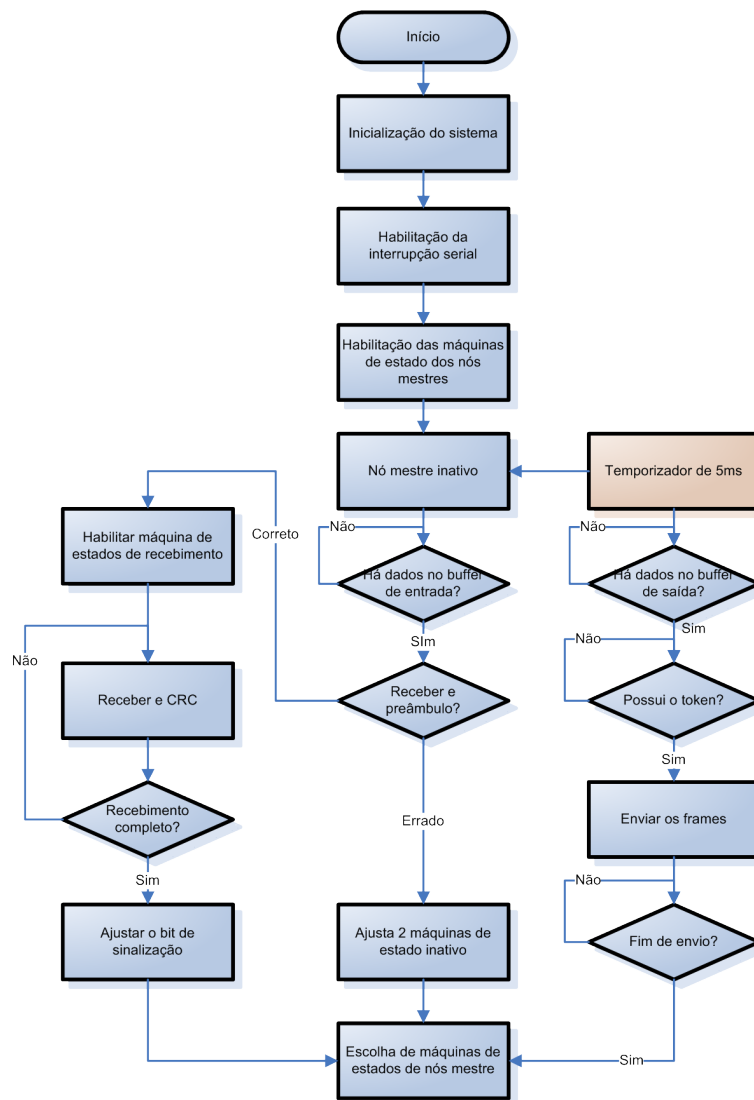 Início
Inicialização do sistema
Habilitação da
interrupção serial
Habilitação das máquinas
de estado dos nós
mestres
Nó mestre inativo
Temporizador de 5ms
Não
Há dados no buffer
de entrada?
SIm
Não
Há dados no buffer
de saída?
Sim
Correto
Habilitar máquina de
estados de recebimento
Não
Receber e CRC
Receber e
preâmbulo?
Não
Possui o token?
Sim
Recebimento
completo?
Sim
Errado
Enviar os frames
Não
Fim de envio?
Sim
Ajustar o bit de
sinalização
Ajusta 2 máquinas de
estado inativo
Escolha de máquinas de
estados de nós mestre